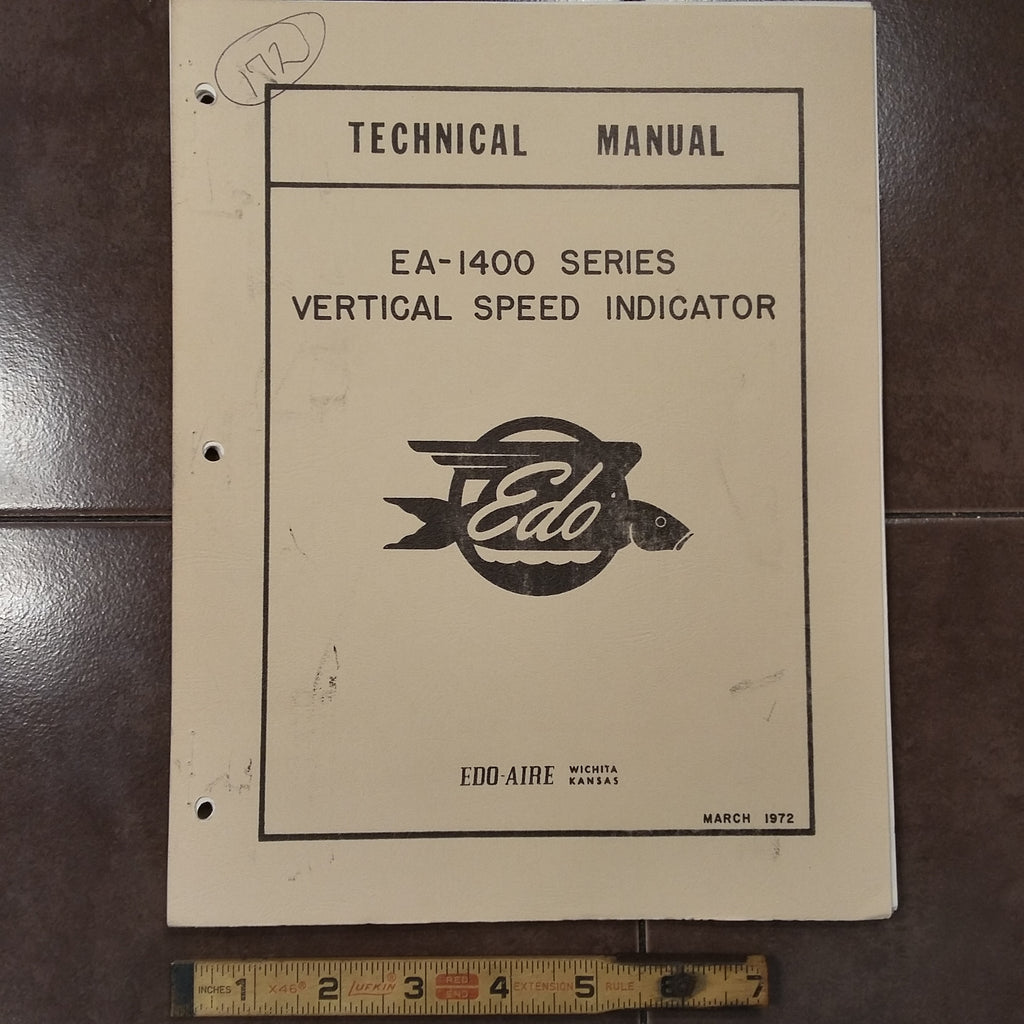 172
TECHNICAL MANUAL
EA-1400 SERIES
VERTICAL SPEED INDICATOR
Edo
EDO-AIRE WICHITA
KANSAS
MARCH 1972
INCHES 1 X46® 2 LUFKIN® 3 RED END 4 EXTENSION 5 RULE 6 7